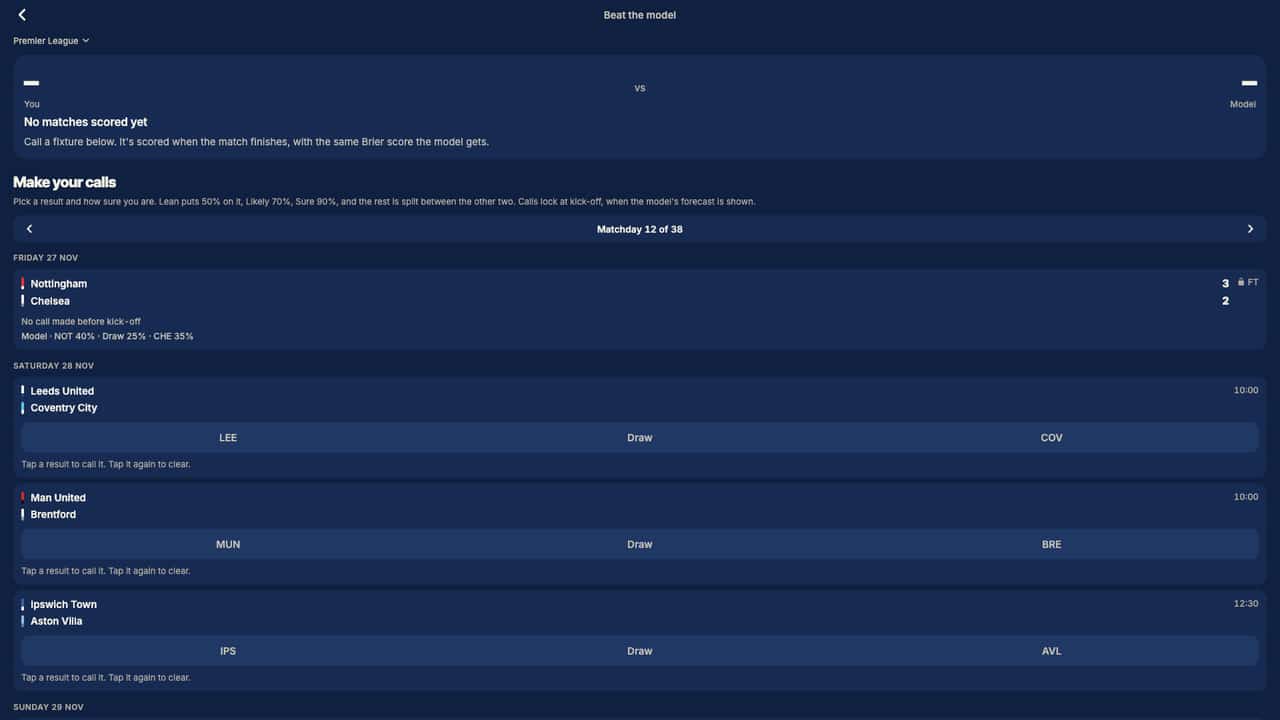 Beat the model
Premier League
— vs —
You Model
No matches scored yet
Call a fixture below. It's scored when the match finishes, with the same Brier score the model gets.
Make your calls
Pick a result and how sure you are. Lean puts 50% on it, Likely 70%, Sure 90%, and the rest is split between the other two. Calls lock at kick-off, when the model's forecast is shown.
Matchday 12 of 38
FRIDAY 27 NOV
Nottingham 3 FT
Chelsea 2
No call made before kick-off
Model · NOT 40% · Draw 25% · CHE 35%
SATURDAY 28 NOV
Leeds United 10:00
Coventry City
LEE Draw COV
Tap a result to call it. Tap it again to clear.
Man United 10:00
Brentford
MUN Draw BRE
Tap a result to call it. Tap it again to clear.
Ipswich Town 12:30
Aston Villa
IPS Draw AVL
Tap a result to call it. Tap it again to clear.
SUNDAY 29 NOV